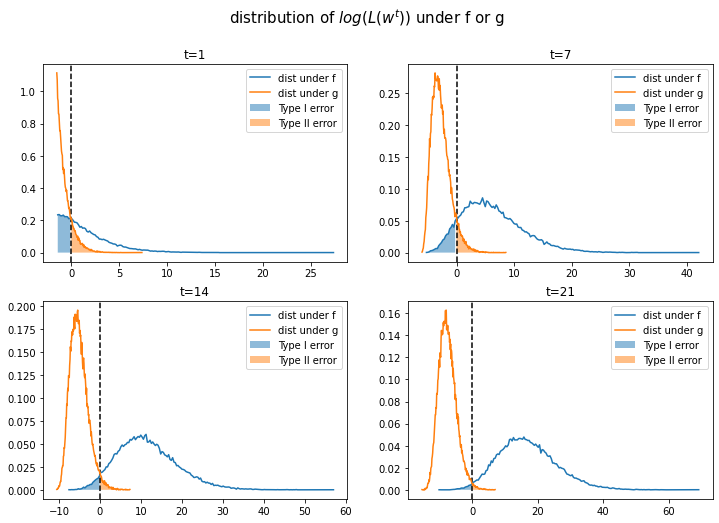 distribution of log(L(w^t)) under f or g
t=1
dist under f
dist under g
Type I error
Type II error
1.0
0.8
0.6
0.4
0.2
0.0
0 5 10 15 20 25
t=7
dist under f
dist under g
Type I error
Type II error
0.25
0.20
0.15
0.10
0.05
0.00
0 10 20 30 40
t=14
dist under f
dist under g
Type I error
Type II error
0.200
0.175
0.150
0.125
0.100
0.075
0.050
0.025
0.000
−10 0 10 20 30 40 50 60
t=21
dist under f
dist under g
Type I error
Type II error
0.16
0.14
0.12
0.10
0.08
0.06
0.04
0.02
0.00
0 20 40 60